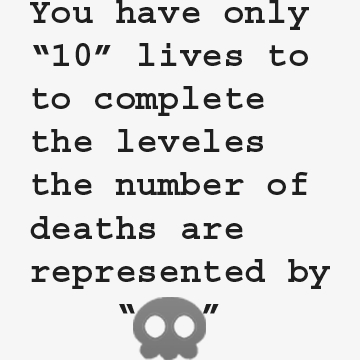 You have only
“10” lives to
to complete
the leveles
the number of
deaths are
represented by
“ ”